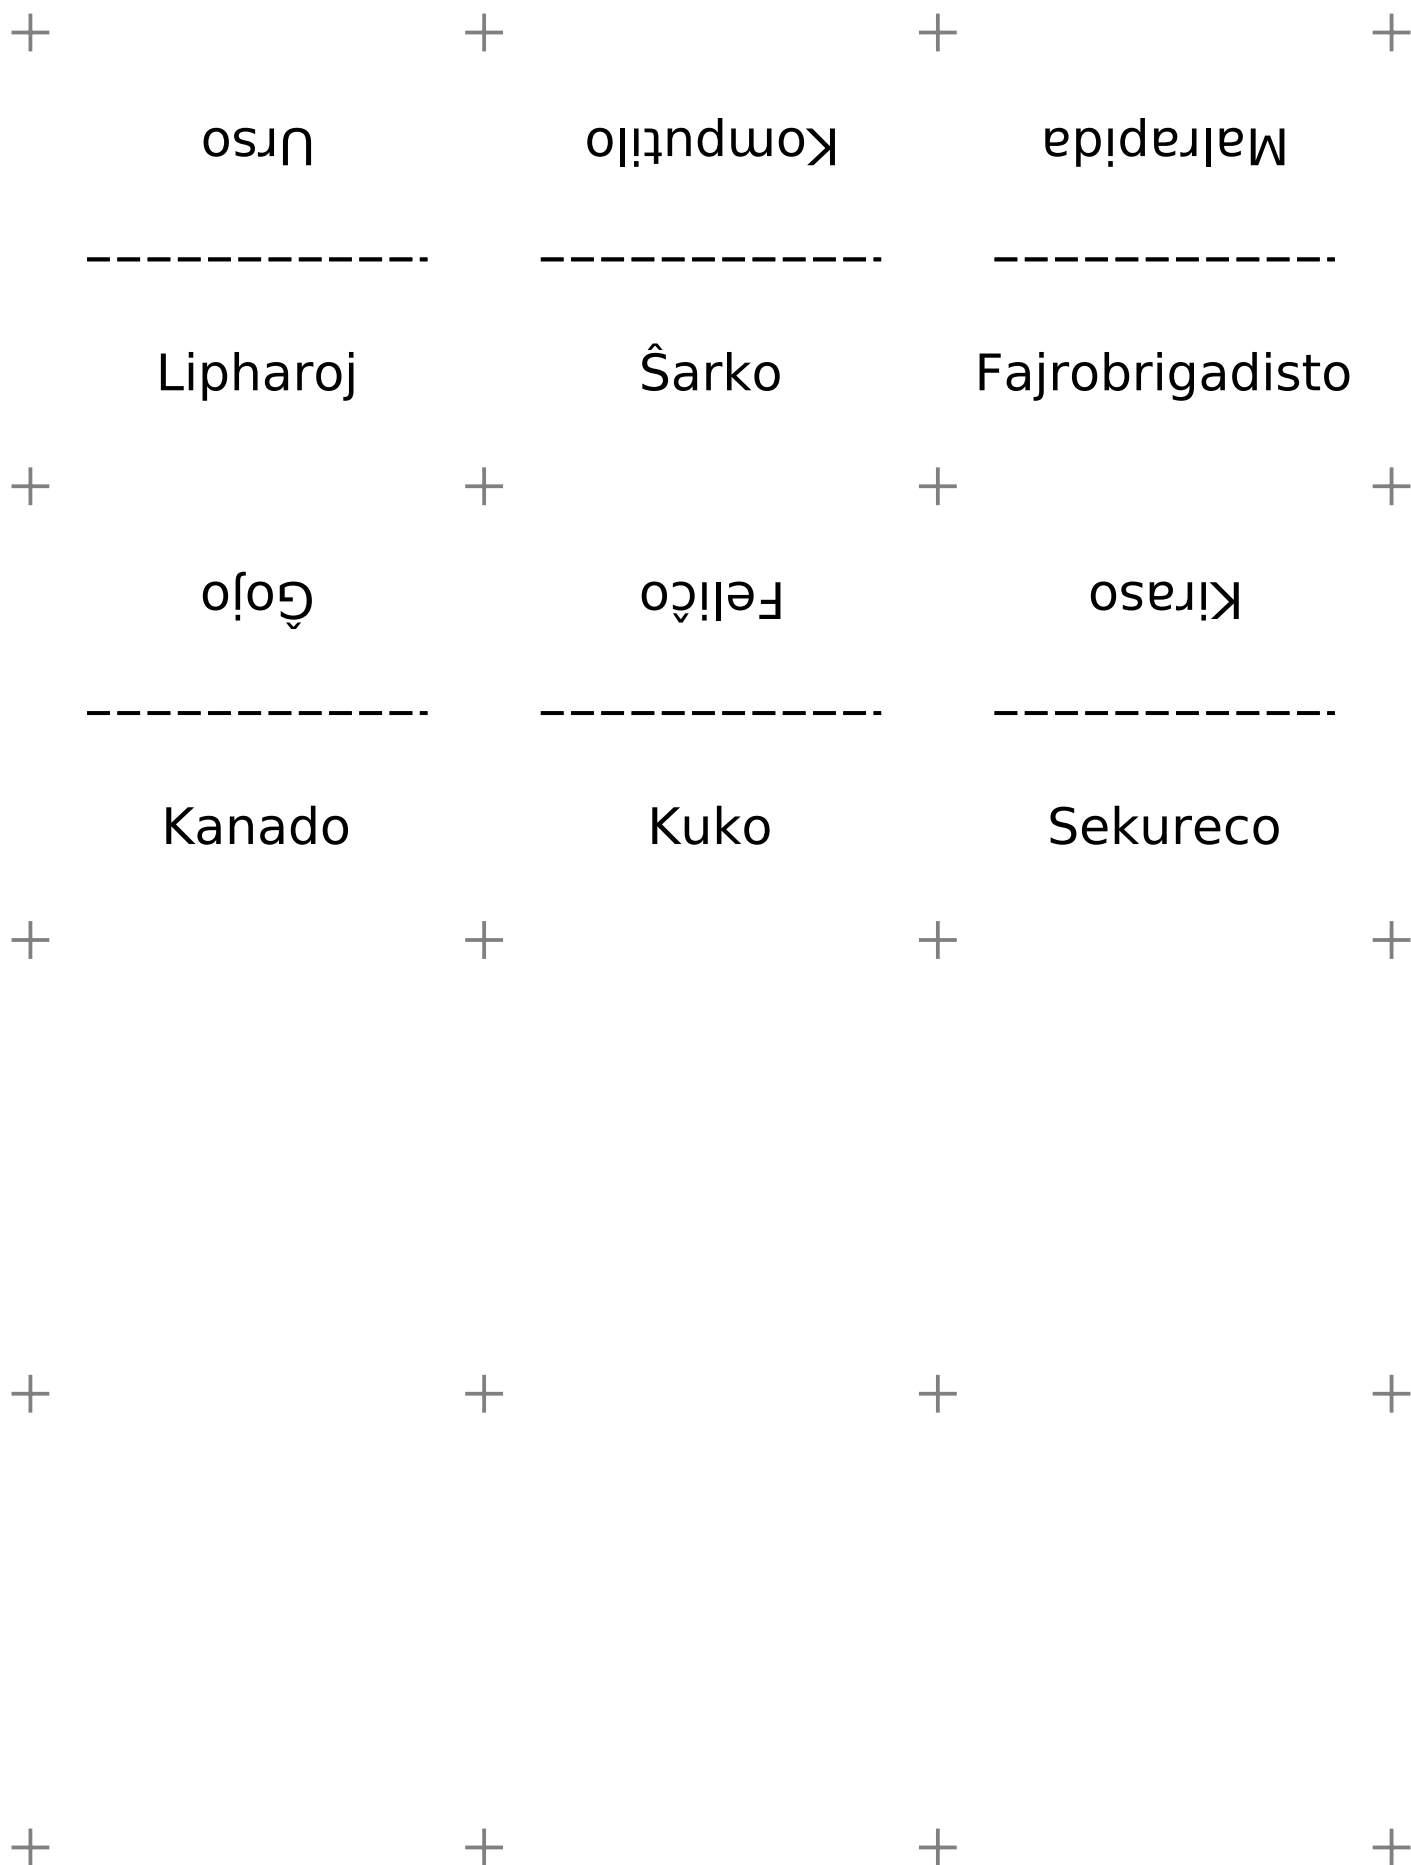 Urso
Komputilo
Malrapida
Lipharoj
Ŝarko
Fajrobrigadisto
Ĝojo
Feliĉo
Kiraso
Kanado
Kuko
Sekureco